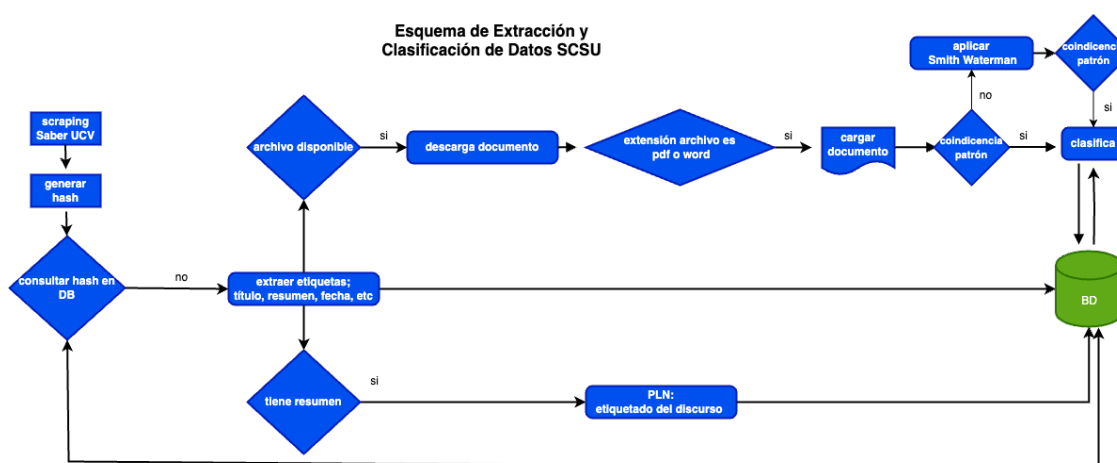 Esquema de Extracción y
Clasificación de Datos SCSU
aplicar
Smith Waterman
coindicencia
patrón
no
si
scraping
Saber UCV
archivo disponible
si
descarga documento
extensión archivo es
pdf o word
si
cargar
documento
coindicencia
patrón
si
clasifica
generar
hash
consultar hash en
DB
no
extraer etiquetas;
título, resumen, fecha, etc
BD
tiene resumen
si
PLN:
etiquetado del discurso